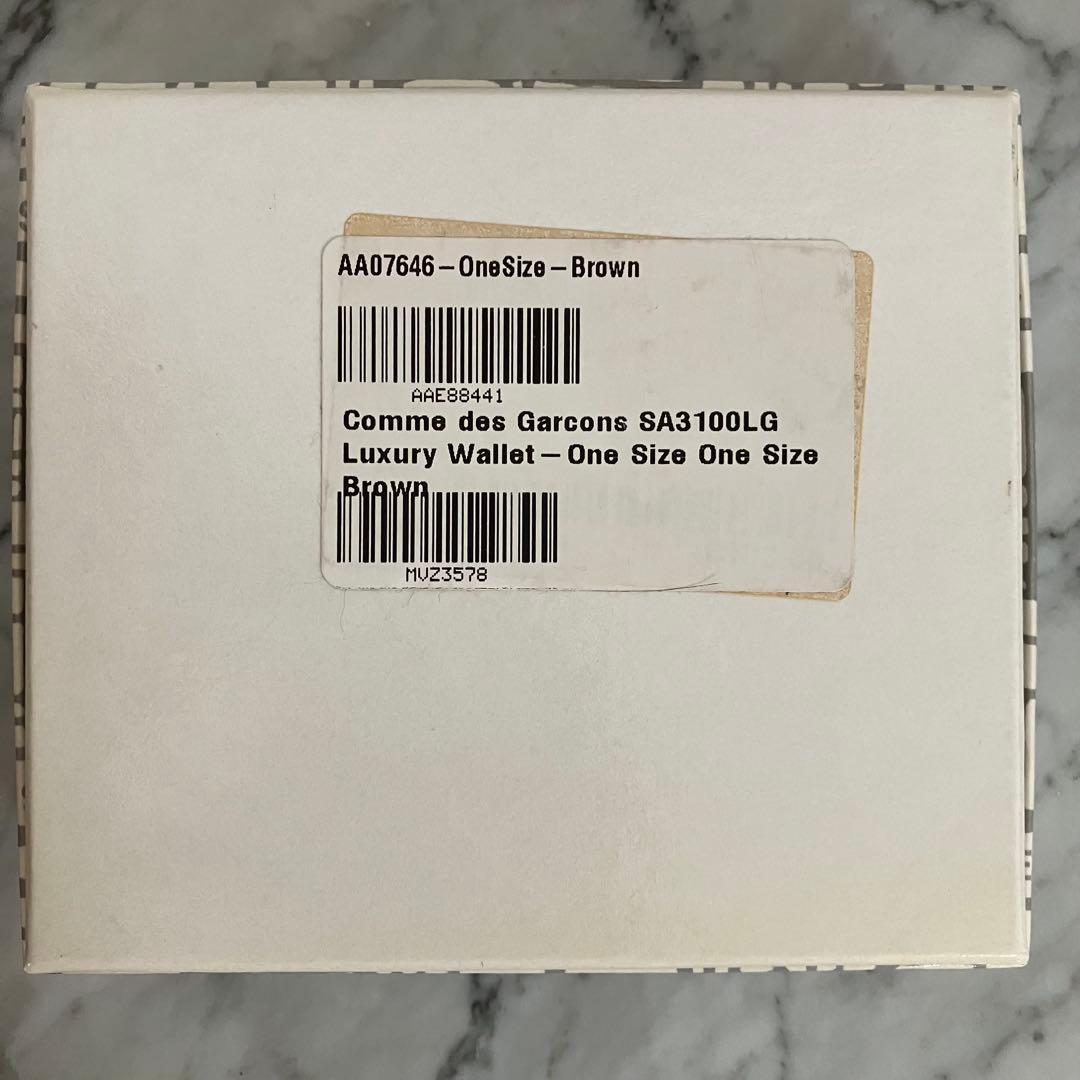 AA07646-OneSize-Brown
AAE88441
Comme des Garcons SA3100LG
Luxury Wallet-One Size One Size
Brown
MVZ3578